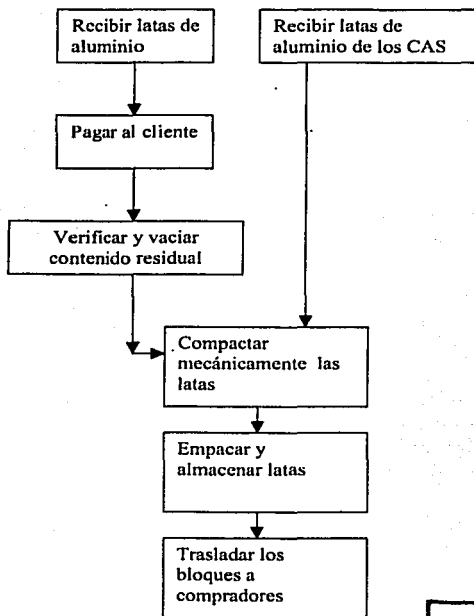 Recibir latas de
aluminio
Recibir latas de
aluminio de los CAS
Pagar al cliente
Verificar y vaciar
contenido residual
Compactar
mecánicamente las
latas
Empacar y
almacenar latas
Trasladar los
bloques a
compradores